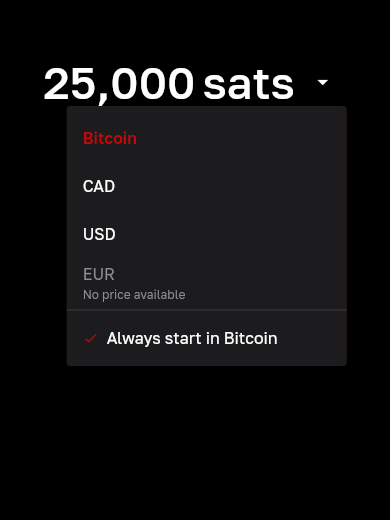 25,000 sats
Bitcoin
CAD
USD
EUR
No price available
Always start in Bitcoin